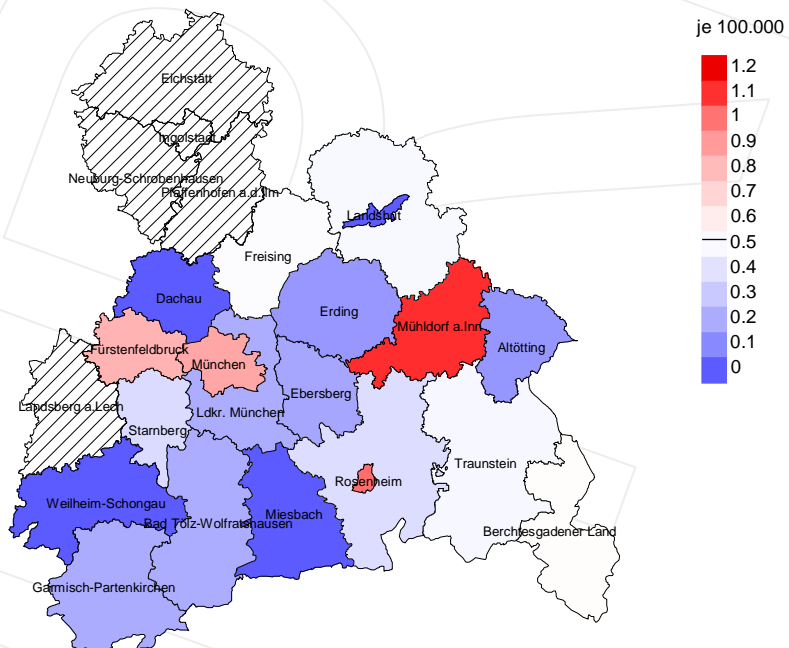 je 100.000
1.2
1.1
1
0.9
0.8
0.7
0.6
0.5
0.4
0.3
0.2
0.1
0
Eichstätt
Ingolstadt
Neuburg-Schrobenhausen
Pfaffenhofen a.d.Ilm
Landshut
Freising
Dachau
Erding
Mühldorf a.Inn
Altötting
Fürstenfeldbruck
München
Landsberg a.Lech
Ebersberg
Ldkr. München
Starnberg
Traunstein
Rosenheim
Weilheim-Schongau
Miesbach
Bad Tölz-Wolfratshausen
Berchtesgadener Land
Garmisch-Partenkirchen